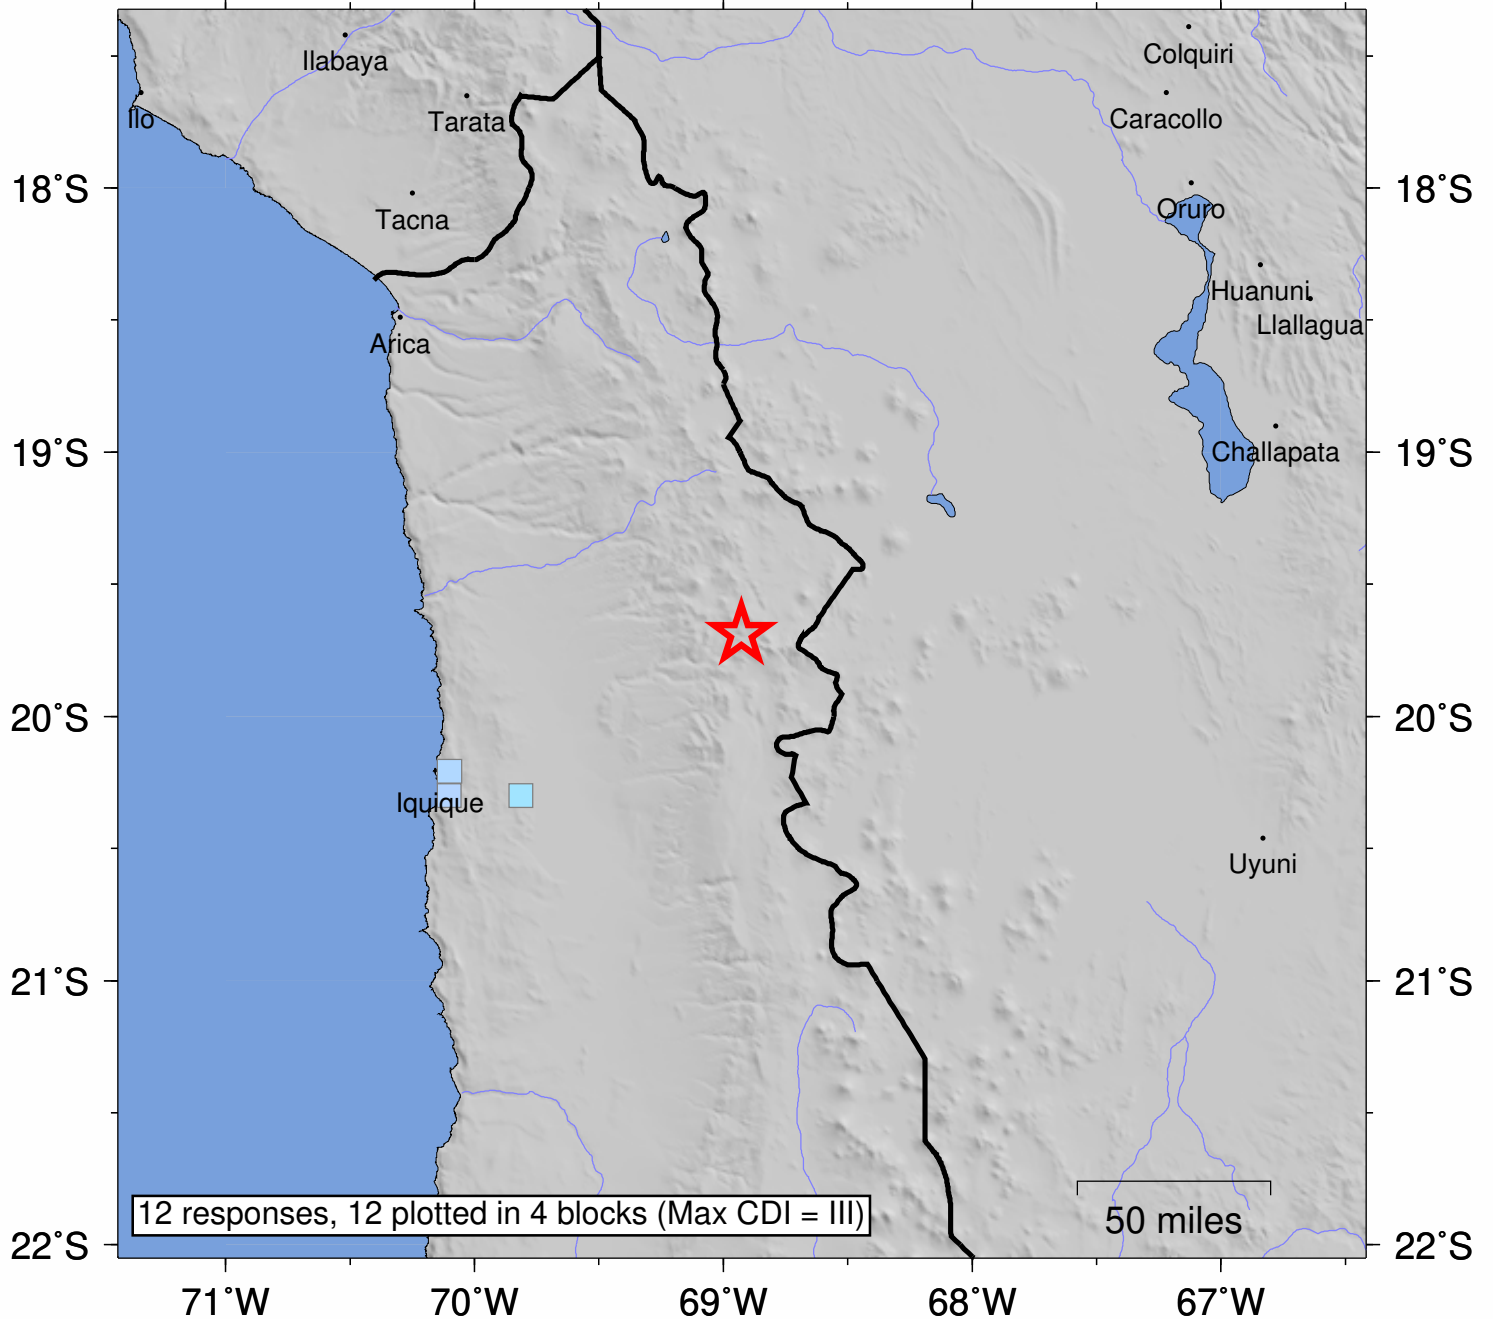 Colquiri
Ilabaya
Caracollo
Ilo
Tarata
18˚S
18˚S
Oruro
Tacna
Huanuni
Llallagua
Arica
19˚S
Challapata
19˚S
20˚S
20˚S
Iquique
Uyuni
21˚S
21˚S
12 responses, 12 plotted in 4 blocks (Max CDI = III)
50 miles
22˚S
22˚S
71˚W
70˚W
69˚W
68˚W
67˚W